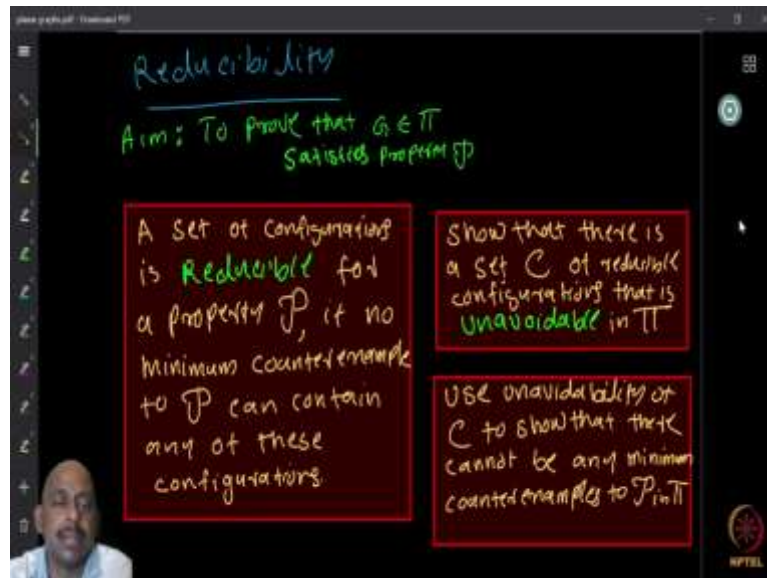 Reducibility
Aim: To prove that G ∈ Π
Satisfies property P
A set of configurations
is Reducible for
a property P, if no
minimum counterexample
to P can contain
any of these
configurations.
Show that there is
a set C of reducible
configurations that is
unavoidable in Π
Use unavidability of
C to show that there
cannot be any minimum
counterexamples to P in Π
NPTEL